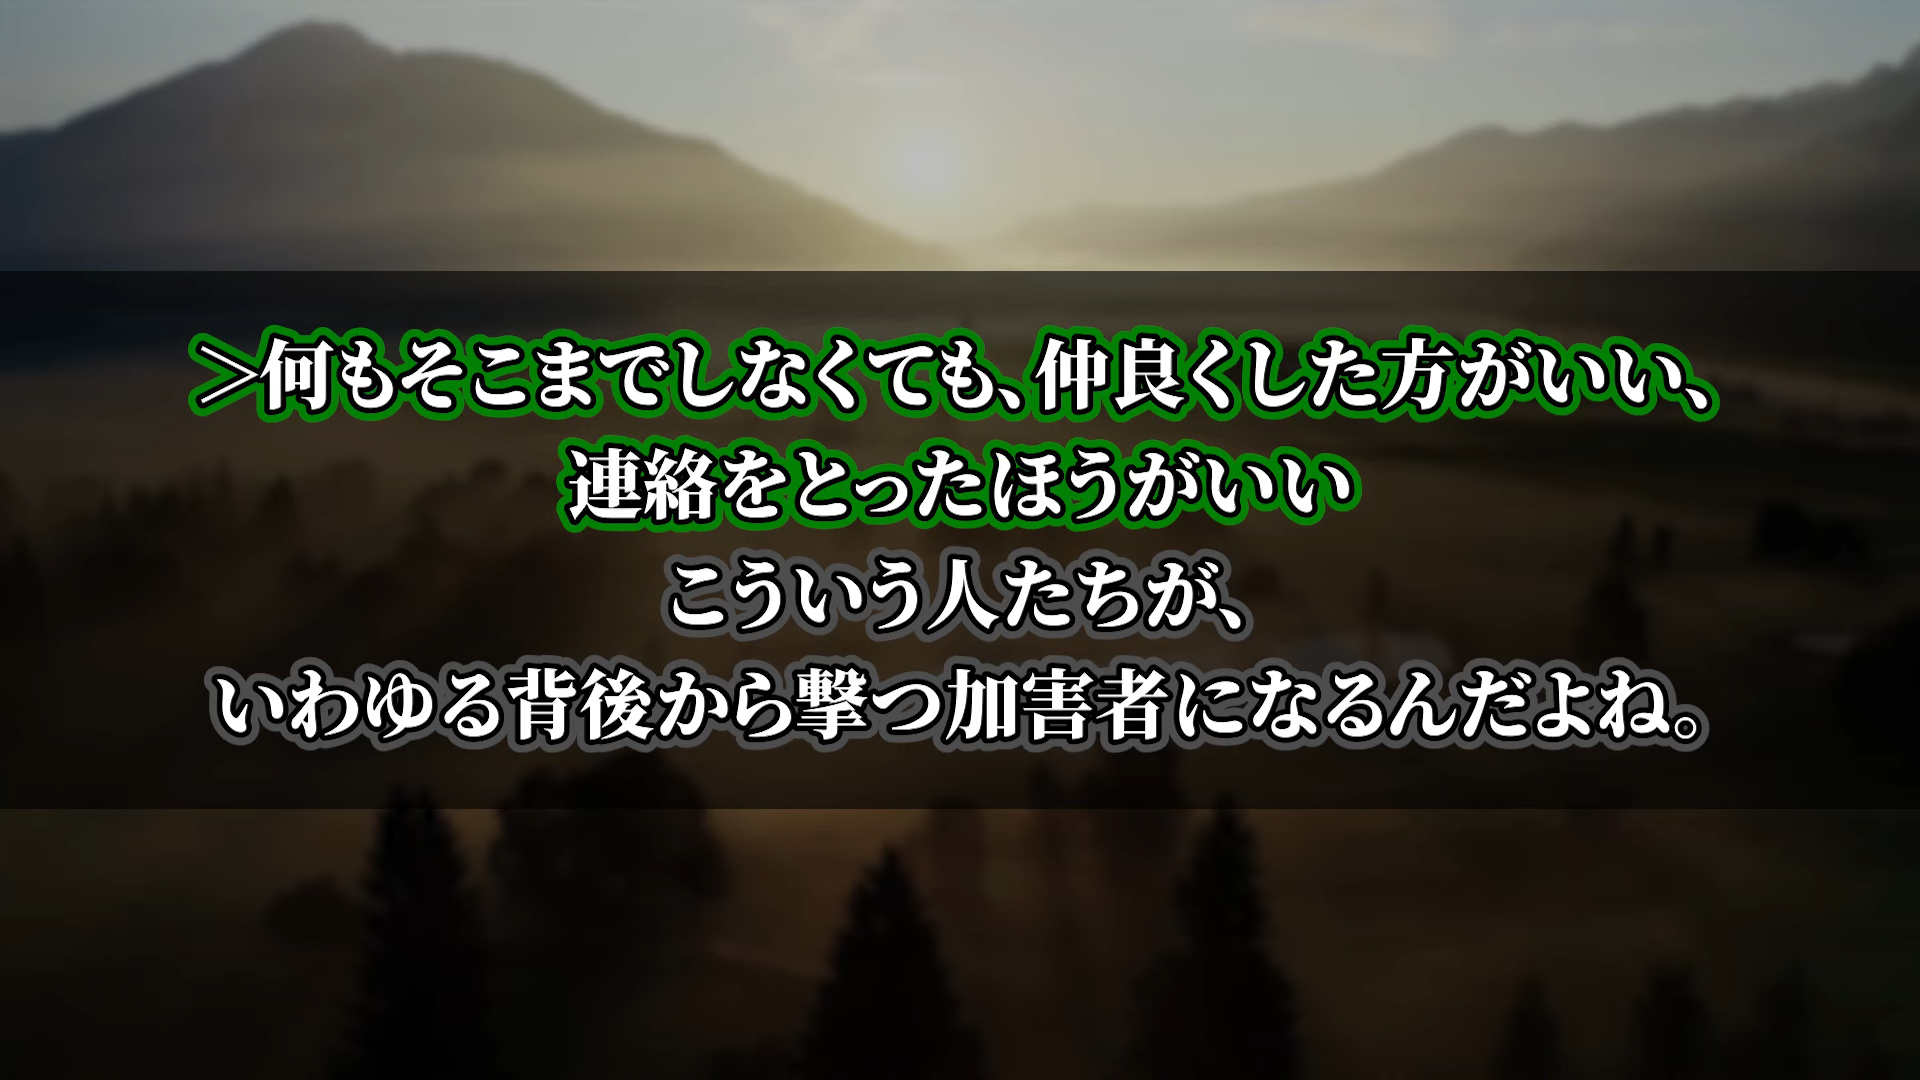 ＞何もそこまでしなくても、仲良くした方がいい、
連絡をとったほうがいい
こういう人たちが、
いわゆる背後から撃つ加害者になるんだよね。